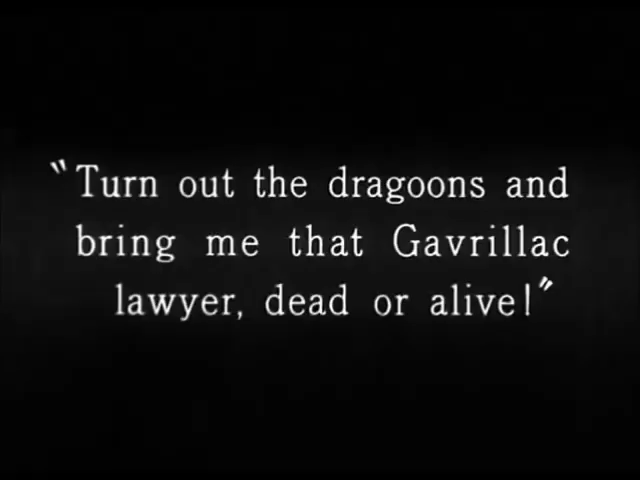 "Turn out the dragoons and
bring me that Gavrillac
lawyer, dead or alive!"